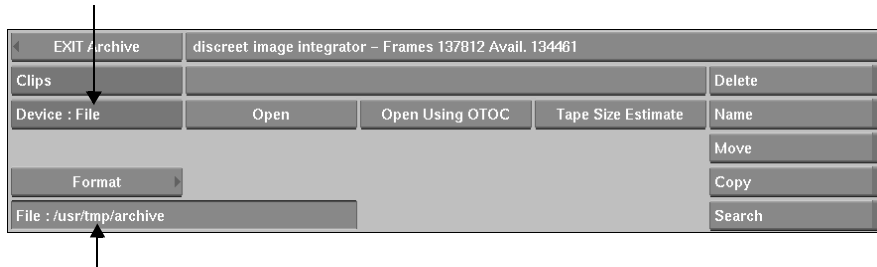 EXIT Archive
discreet image integrator – Frames 137812 Avail. 134461
Clips
Delete
Device : File
Open
Open Using OTOC
Tape Size Estimate
Name
Move
Format
Copy
File : /usr/tmp/archive
Search